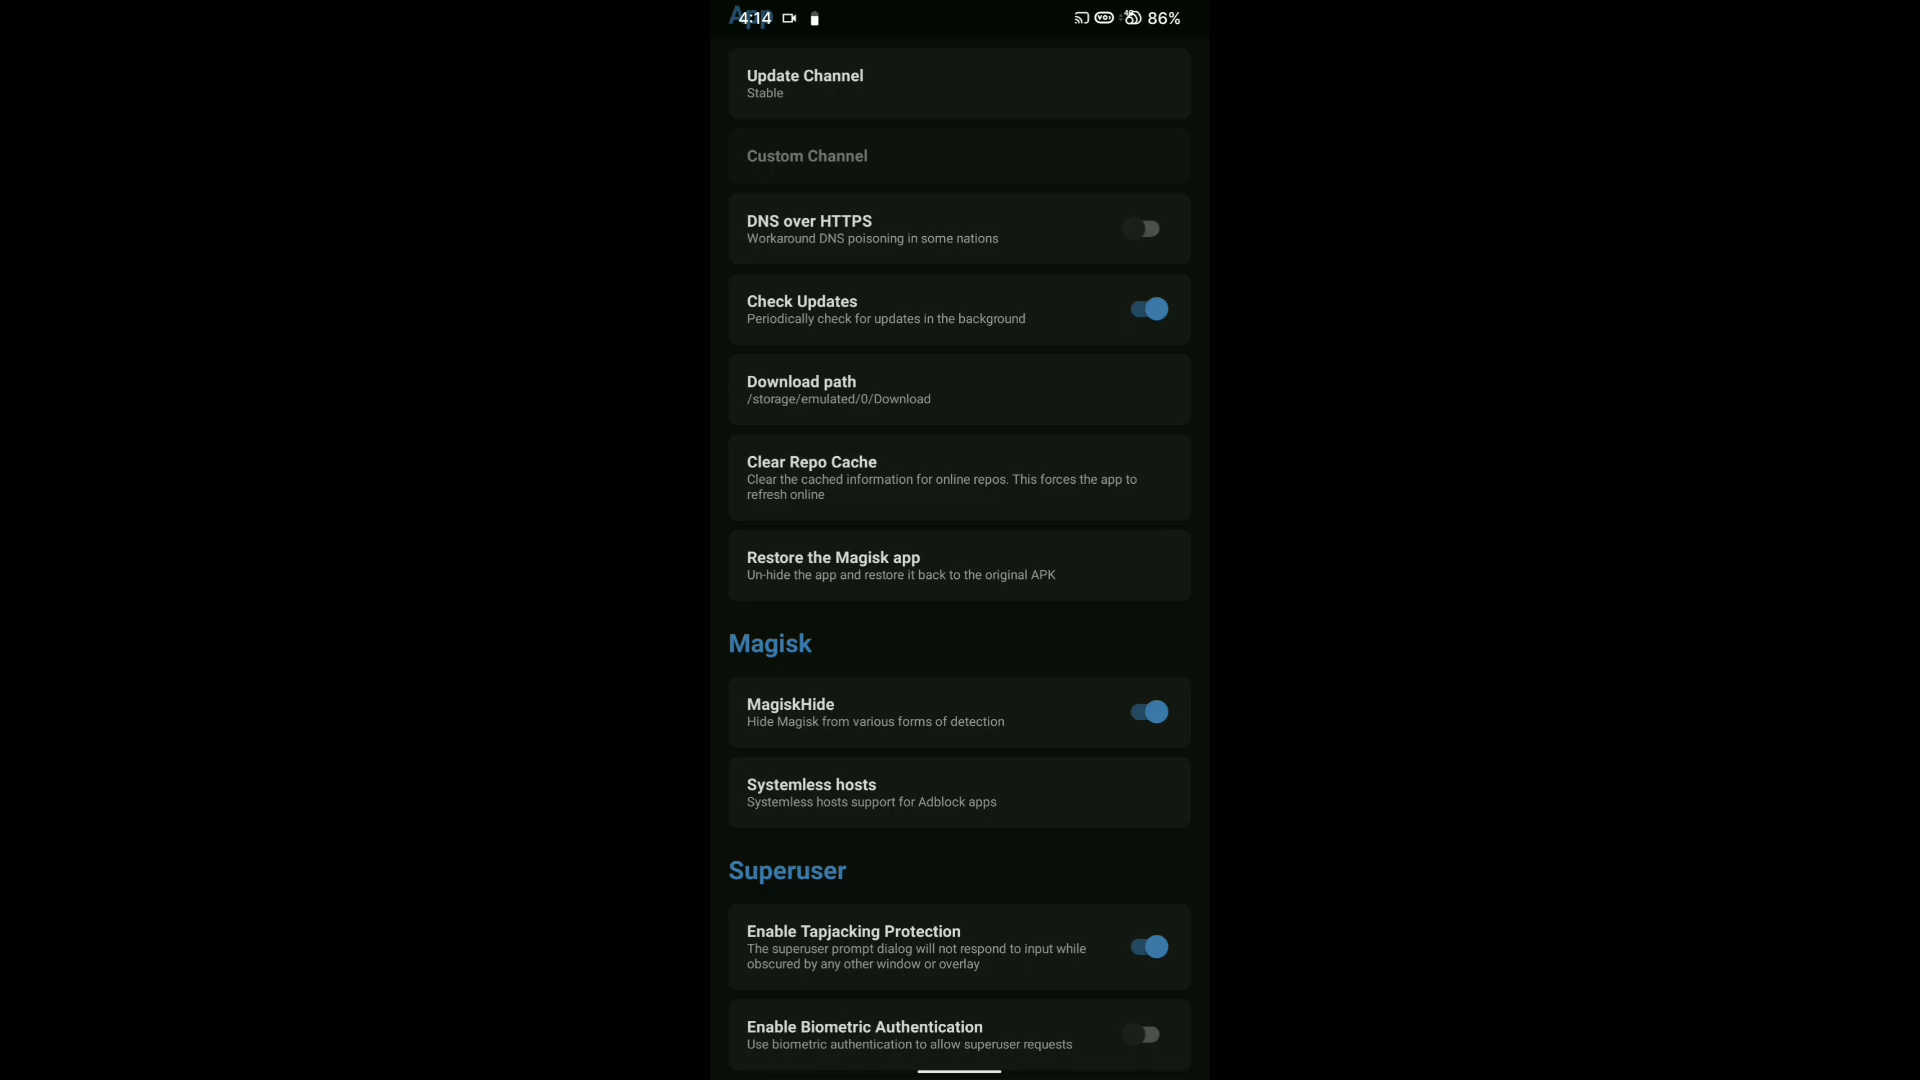 App
4:14
86%
Update Channel
Stable
Custom Channel
DNS over HTTPS
Workaround DNS poisoning in some nations
Check Updates
Periodically check for updates in the background
Download path
/storage/emulated/0/Download
Clear Repo Cache
Clear the cached information for online repos. This forces the app to
refresh online
Restore the Magisk app
Un-hide the app and restore it back to the original APK
Magisk
MagiskHide
Hide Magisk from various forms of detection
Systemless hosts
Systemless hosts support for Adblock apps
Superuser
Enable Tapjacking Protection
The superuser prompt dialog will not respond to input while
obscured by any other window or overlay
Enable Biometric Authentication
Use biometric authentication to allow superuser requests